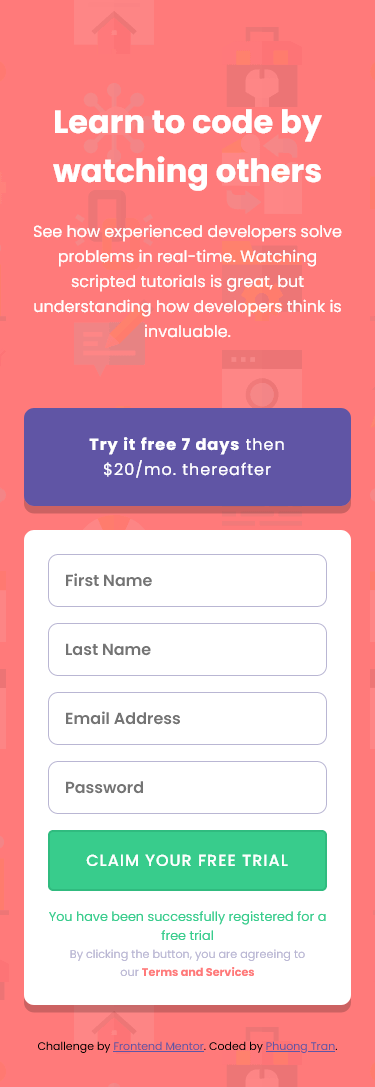 Learn to code by
watching others
See how experienced developers solve
problems in real-time. Watching
scripted tutorials is great, but
understanding how developers think is
invaluable.
Try it free 7 days then
$20/mo. thereafter
First Name
Last Name
Email Address
Password
CLAIM YOUR FREE TRIAL
You have been successfully registered for a
free trial
By clicking the button, you are agreeing to
our Terms and Services
Challenge by Frontend Mentor. Coded by Phuong Tran.